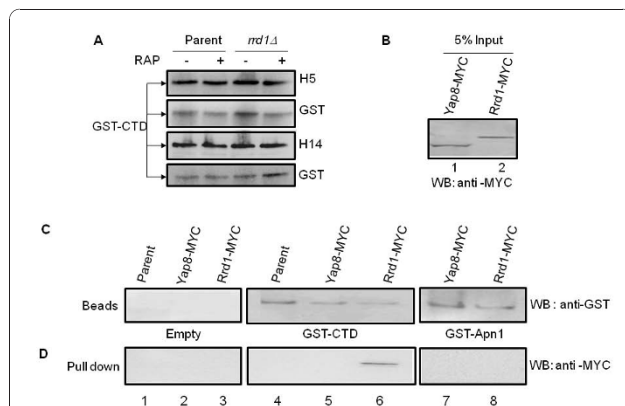 A
Parent
rrd1Δ
RAP
-
+
-
+
GST-CTD
H5
GST
H14
GST
B
5% Input
Yap8-MYC
Rrd1-MYC
1
2
WB: anti-MYC
C
Parent
Yap8-MYC
Rrd1-MYC
Parent
Yap8-MYC
Rrd1-MYC
Yap8-MYC
Rrd1-MYC
Beads
WB : anti-GST
Empty
GST-CTD
GST-Apn1
D
Pull down
WB: anti-MYC
1 2 3 4 5 6 7 8